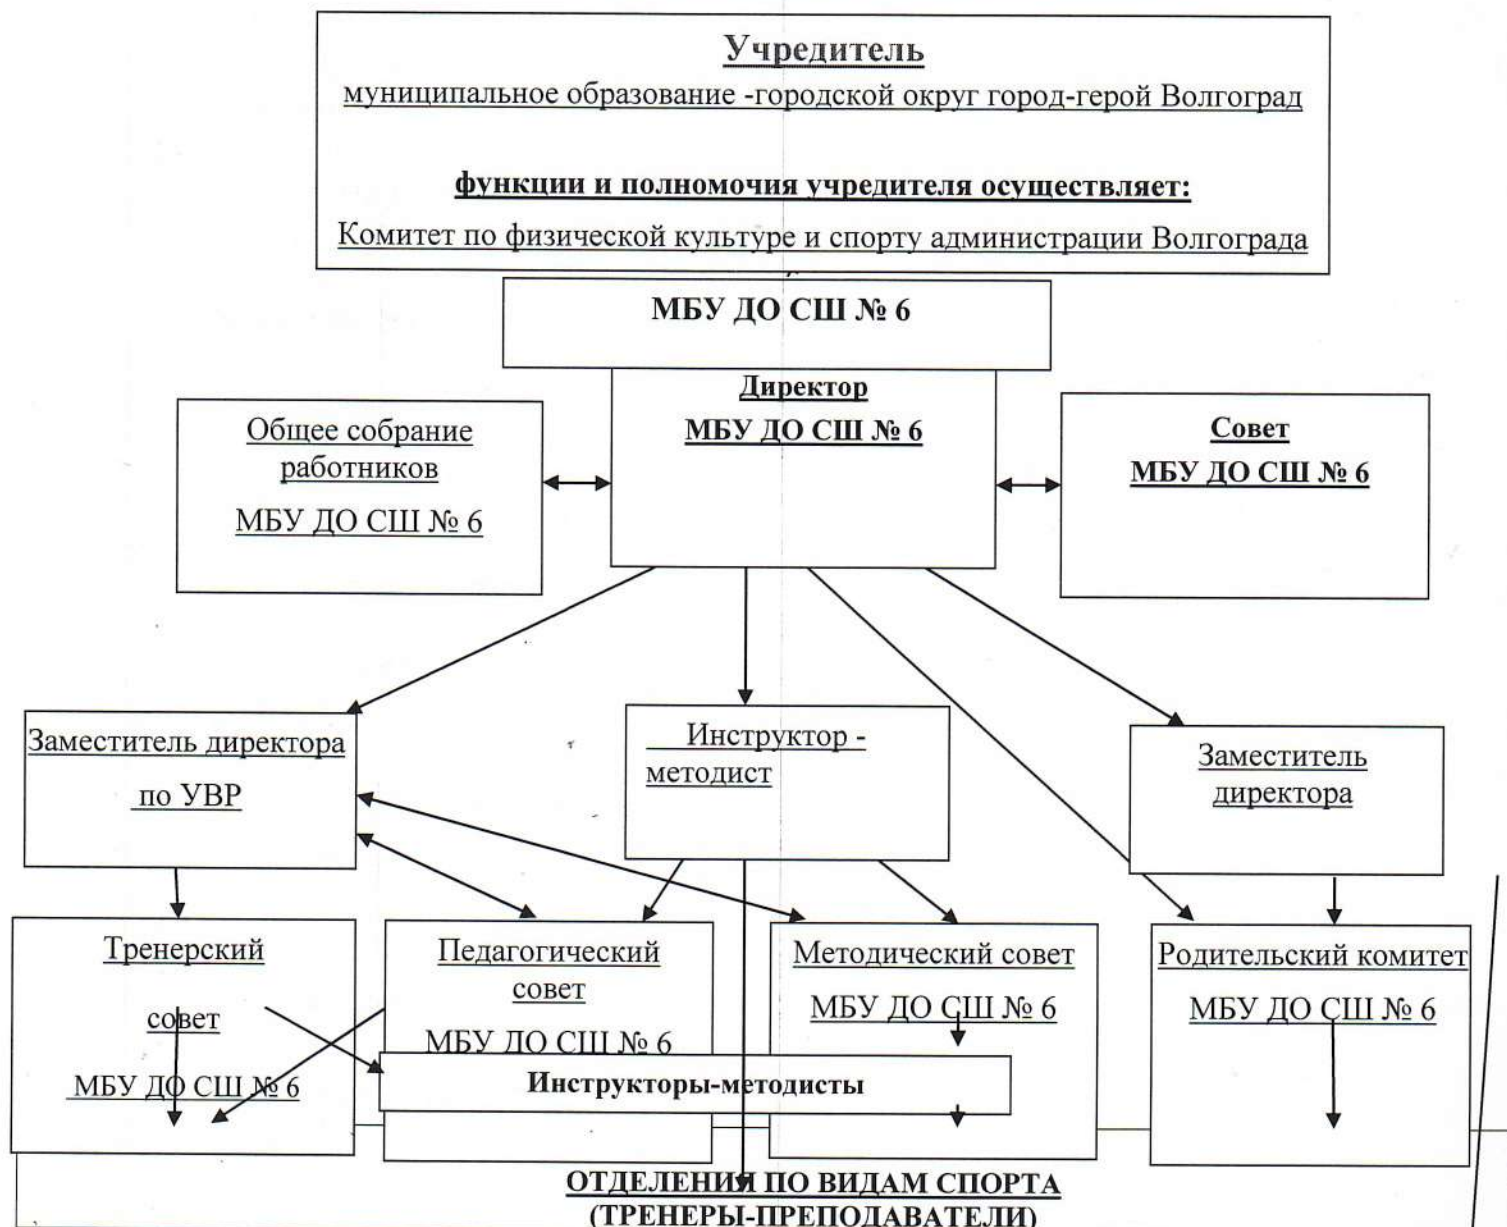 Учредитель
муниципальное образование -городской округ город-герой Волгоград
функции и полномочия учредителя осуществляет:
Комитет по физической культуре и спорту администрации Волгограда
МБУ ДО СШ № 6
Директор
МБУ ДО СШ № 6
Общее собрание
работников
МБУ ДО СШ № 6
Совет
МБУ ДО СШ № 6
Заместитель директора
по УВР
Инструктор -
методист
Заместитель
директора
Тренерский
совет
МБУ ДО СШ № 6
Педагогический
совет
МБУ ДО СШ № 6
Методический совет
МБУ ДО СШ № 6
Родительский комитет
МБУ ДО СШ № 6
Инструкторы-методисты
ОТДЕЛЕНИЯ ПО ВИДАМ СПОРТА
(ТРЕНЕРЫ-ПРЕПОДАВАТЕЛИ)